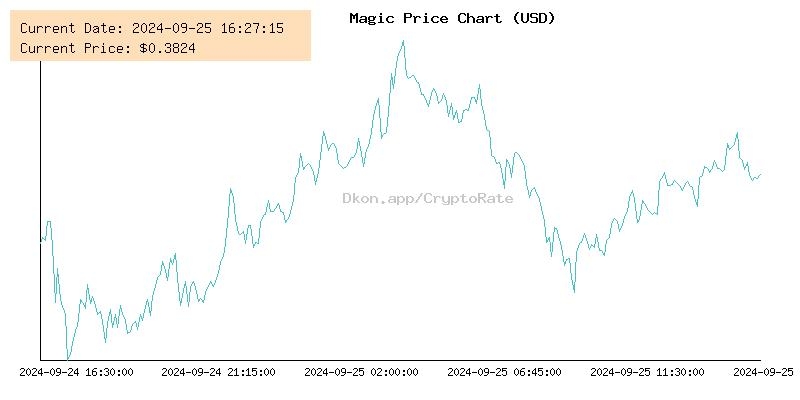 Magic Price Chart (USD)
Current Date: 2024-09-25 16:27:15
Current Price: $0.3824
Dkon.app/CryptoRate
2024-09-24 16:30:00 2024-09-24 21:15:00 2024-09-25 02:00:00 2024-09-25 06:45:00 2024-09-25 11:30:00 2024-09-25